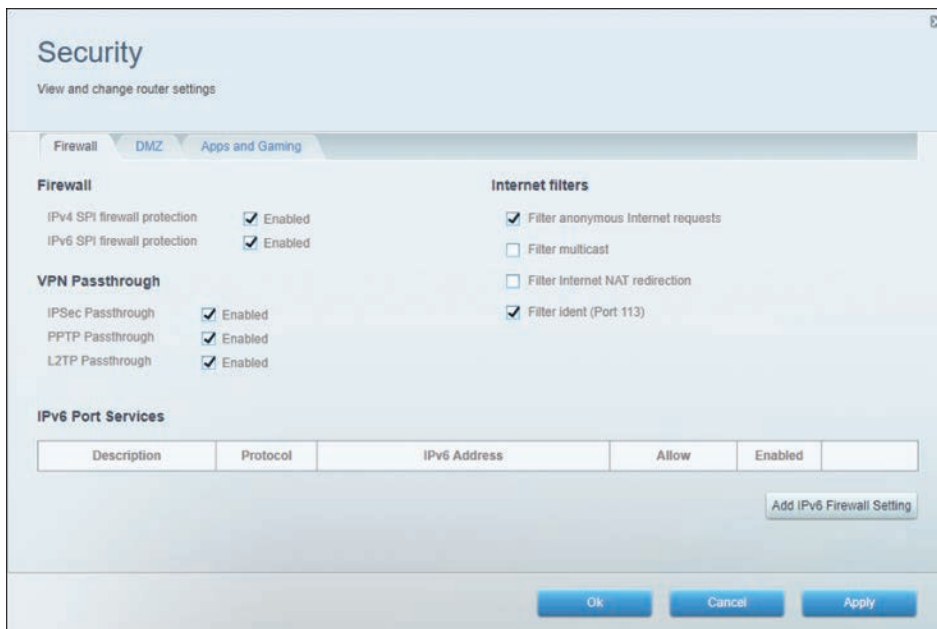 Security
View and change router settings
Firewall
DMZ
Apps and Gaming
Firewall
IPv4 SPI firewall protection
Enabled
IPv6 SPI firewall protection
Enabled
VPN Passthrough
IPSec Passthrough
Enabled
PPTP Passthrough
Enabled
L2TP Passthrough
Enabled
Internet filters
Filter anonymous Internet requests
Filter multicast
Filter Internet NAT redirection
Filter ident (Port 113)
IPv6 Port Services
Description
Protocol
IPv6 Address
Allow
Enabled
Add IPv6 Firewall Setting
Ok
Cancel
Apply